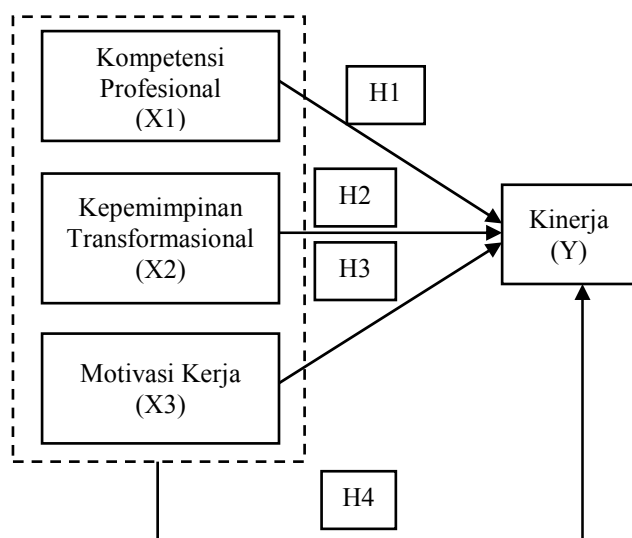 Kompetensi
Profesional
(X1)
H1
Kepemimpinan
Transformasional
(X2)
H2
H3
Kinerja
(Y)
Motivasi Kerja
(X3)
H4